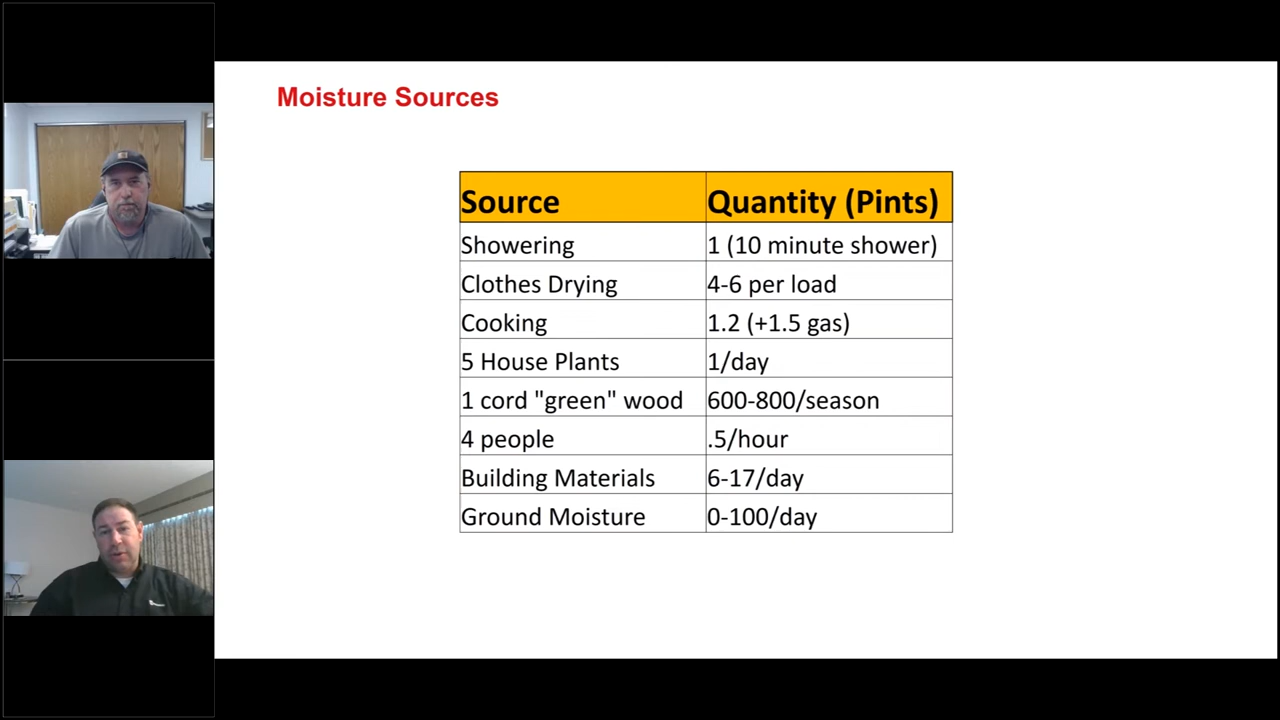 Moisture Sources
Source Quantity (Pints)
Showering 1 (10 minute shower)
Clothes Drying 4-6 per load
Cooking 1.2 (+1.5 gas)
5 House Plants 1/day
1 cord "green" wood 600-800/season
4 people .5/hour
Building Materials 6-17/day
Ground Moisture 0-100/day